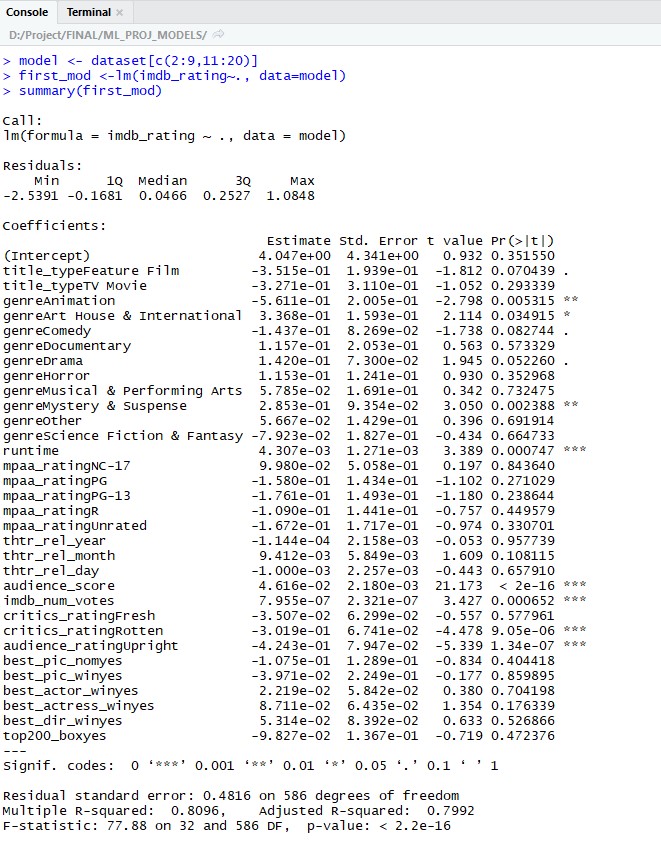 Console Terminal ×
D:/Project/FINAL/ML_PROJ_MODELS/
> model <- dataset[c(2:9,11:20)]
> first_mod <-lm(imdb_rating~., data=model)
> summary(first_mod)
Call:
lm(formula = imdb_rating ~ ., data = model)
Residuals:
    Min      1Q  Median      3Q     Max
-2.5391 -0.1681  0.0466  0.2527  1.0848
Coefficients:
                                 Estimate Std. Error t value Pr(>|t|)
(Intercept)                     4.047e+00  4.341e+00   0.932 0.351550
title_typeFeature Film         -3.515e-01  1.939e-01  -1.812 0.070439 .
title_typeTV Movie             -3.271e-01  3.110e-01  -1.052 0.293339
genreAnimation                 -5.611e-01  2.005e-01  -2.798 0.005315 **
genreArt House & International  3.368e-01  1.593e-01   2.114 0.034915 *
genreComedy                    -1.437e-01  8.269e-02  -1.738 0.082744 .
genreDocumentary                1.157e-01  2.053e-01   0.563 0.573329
genreDrama                      1.420e-01  7.300e-02   1.945 0.052260 .
genreHorror                     1.153e-01  1.241e-01   0.930 0.352968
genreMusical & Performing Arts  5.785e-02  1.691e-01   0.342 0.732475
genreMystery & Suspense         2.853e-01  9.354e-02   3.050 0.002388 **
genreOther                      5.667e-02  1.429e-01   0.396 0.691914
genreScience Fiction & Fantasy -7.923e-02  1.827e-01  -0.434 0.664733
runtime                         4.307e-03  1.271e-03   3.389 0.000747 ***
mpaa_ratingNC-17                9.980e-02  5.058e-01   0.197 0.843640
mpaa_ratingPG                  -1.580e-01  1.434e-01  -1.102 0.271029
mpaa_ratingPG-13               -1.761e-01  1.493e-01  -1.180 0.238644
mpaa_ratingR                   -1.090e-01  1.441e-01  -0.757 0.449579
mpaa_ratingUnrated             -1.672e-01  1.717e-01  -0.974 0.330701
thtr_rel_year                  -1.144e-04  2.158e-03  -0.053 0.957739
thtr_rel_month                  9.412e-03  5.849e-03   1.609 0.108115
thtr_rel_day                   -1.000e-03  2.257e-03  -0.443 0.657910
audience_score                  4.616e-02  2.180e-03  21.173  < 2e-16 ***
imdb_num_votes                  7.955e-07  2.321e-07   3.427 0.000652 ***
critics_ratingFresh            -3.507e-02  6.299e-02  -0.557 0.577961
critics_ratingRotten           -3.019e-01  6.741e-02  -4.478 9.05e-06 ***
audience_ratingUpright         -4.243e-01  7.947e-02  -5.339 1.34e-07 ***
best_pic_nomyes                -1.075e-01  1.289e-01  -0.834 0.404418
best_pic_winyes                -3.971e-02  2.249e-01  -0.177 0.859895
best_actor_winyes               2.219e-02  5.842e-02   0.380 0.704198
best_actress_winyes             8.711e-02  6.435e-02   1.354 0.176339
best_dir_winyes                 5.314e-02  8.392e-02   0.633 0.526866
top200_boxyes                  -9.827e-02  1.367e-01  -0.719 0.472376
---
Signif. codes:  0 ‘***’ 0.001 ‘**’ 0.01 ‘*’ 0.05 ‘.’ 0.1 ‘ ’ 1
Residual standard error: 0.4816 on 586 degrees of freedom
Multiple R-squared:  0.8096,	Adjusted R-squared:  0.7992
F-statistic: 77.88 on 32 and 586 DF,  p-value: < 2.2e-16